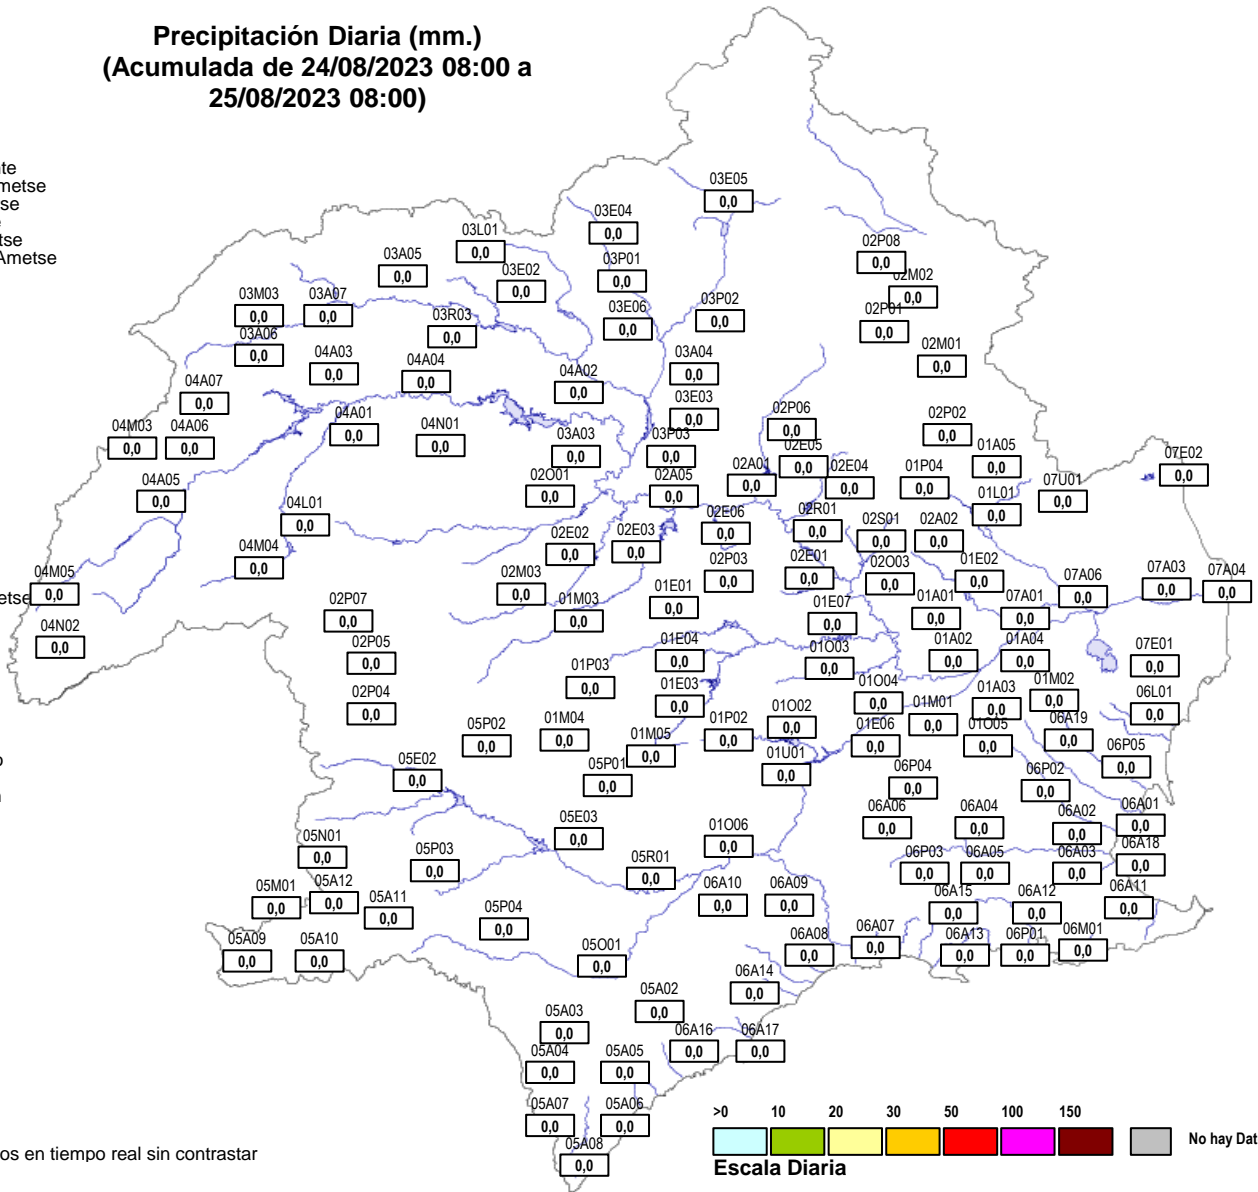 Precipitación Diaria (mm.)
(Acumulada de 24/08/2023 08:00 a
25/08/2023 08:00)
03E05
0,0
03E04
0,0
03L01
0,0
03A05
0,0
03E02
0,0
03P01
0,0
02P08
0,0
02M02
0,0
03M03
0,0
03A07
0,0
03R03
0,0
03E06
0,0
03P02
0,0
02P01
0,0
03A06
0,0
04A03
0,0
04A04
0,0
03A04
0,0
02M01
0,0
04A07
0,0
04A02
0,0
03E03
0,0
04M03
0,0
04A06
0,0
04A01
0,0
04N01
0,0
03A03
0,0
03P03
0,0
02P06
0,0
02P02
0,0
02E05
0,0
01A05
0,0
07E02
0,0
04A05
0,0
02O01
0,0
02A05
0,0
02A01
0,0
02E04
0,0
01P04
0,0
07U01
0,0
01L01
0,0
04L01
0,0
02E06
0,0
02R01
0,0
02S01
0,0
02A02
0,0
04M04
0,0
02E02
0,0
02E03
0,0
02P03
0,0
02E01
0,0
02O03
0,0
01E02
0,0
04M05
0,0
02M03
0,0
07A06
0,0
07A03
0,0
07A04
0,0
02P07
0,0
01M03
0,0
01E01
0,0
01E07
0,0
01A01
0,0
07A01
0,0
04N02
0,0
02P05
0,0
01E04
0,0
01O03
0,0
01A02
0,0
01A04
0,0
07E01
0,0
02P04
0,0
01P03
0,0
01E03
0,0
01O04
0,0
01A03
0,0
01M02
0,0
06L01
0,0
05P02
0,0
01M04
0,0
01M05
0,0
01P02
0,0
01O02
0,0
01E06
0,0
01M01
0,0
01O05
0,0
06A19
0,0
05E02
0,0
05P01
0,0
01U01
0,0
06P04
0,0
06P02
0,0
06P05
0,0
05E03
0,0
01O06
0,0
06A06
0,0
06A04
0,0
06A02
0,0
06A01
0,0
05N01
0,0
05P03
0,0
05R01
0,0
06P03
0,0
06A05
0,0
06A03
0,0
06A18
0,0
05M01
0,0
05A12
0,0
05A11
0,0
06A10
0,0
06A09
0,0
06A15
0,0
06A12
0,0
06A11
0,0
05A09
0,0
05A10
0,0
05P04
0,0
05O01
0,0
06A08
0,0
06A07
0,0
06A13
0,0
06P01
0,0
06M01
0,0
06A14
0,0
05A02
0,0
05A03
0,0
06A16
0,0
06A17
0,0
05A04
0,0
05A05
0,0
05A07
0,0
05A06
0,0
05A08
0,0
>0 10 20 30 50 100 150
No hay Dat
Escala Diaria
os en tiempo real sin contrastar